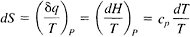 dS = (δq/T)_P = (dH/T)_P = c_P dT/T